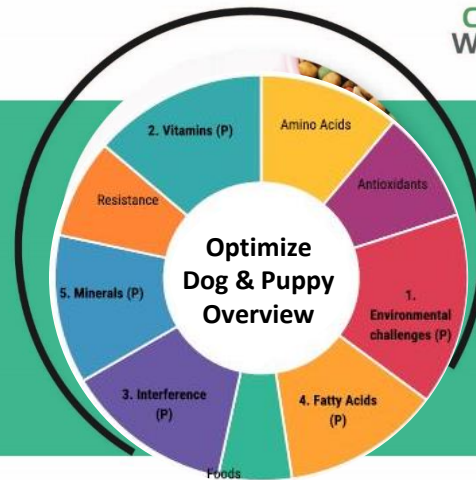 2. Vitamins (P)
Amino Acids
Resistance
Antioxidants
Optimize
Dog & Puppy
Overview
5. Minerals (P)
1.
Environmental
challenges (P)
3. Interference
(P)
4. Fatty Acids
(P)
Foods